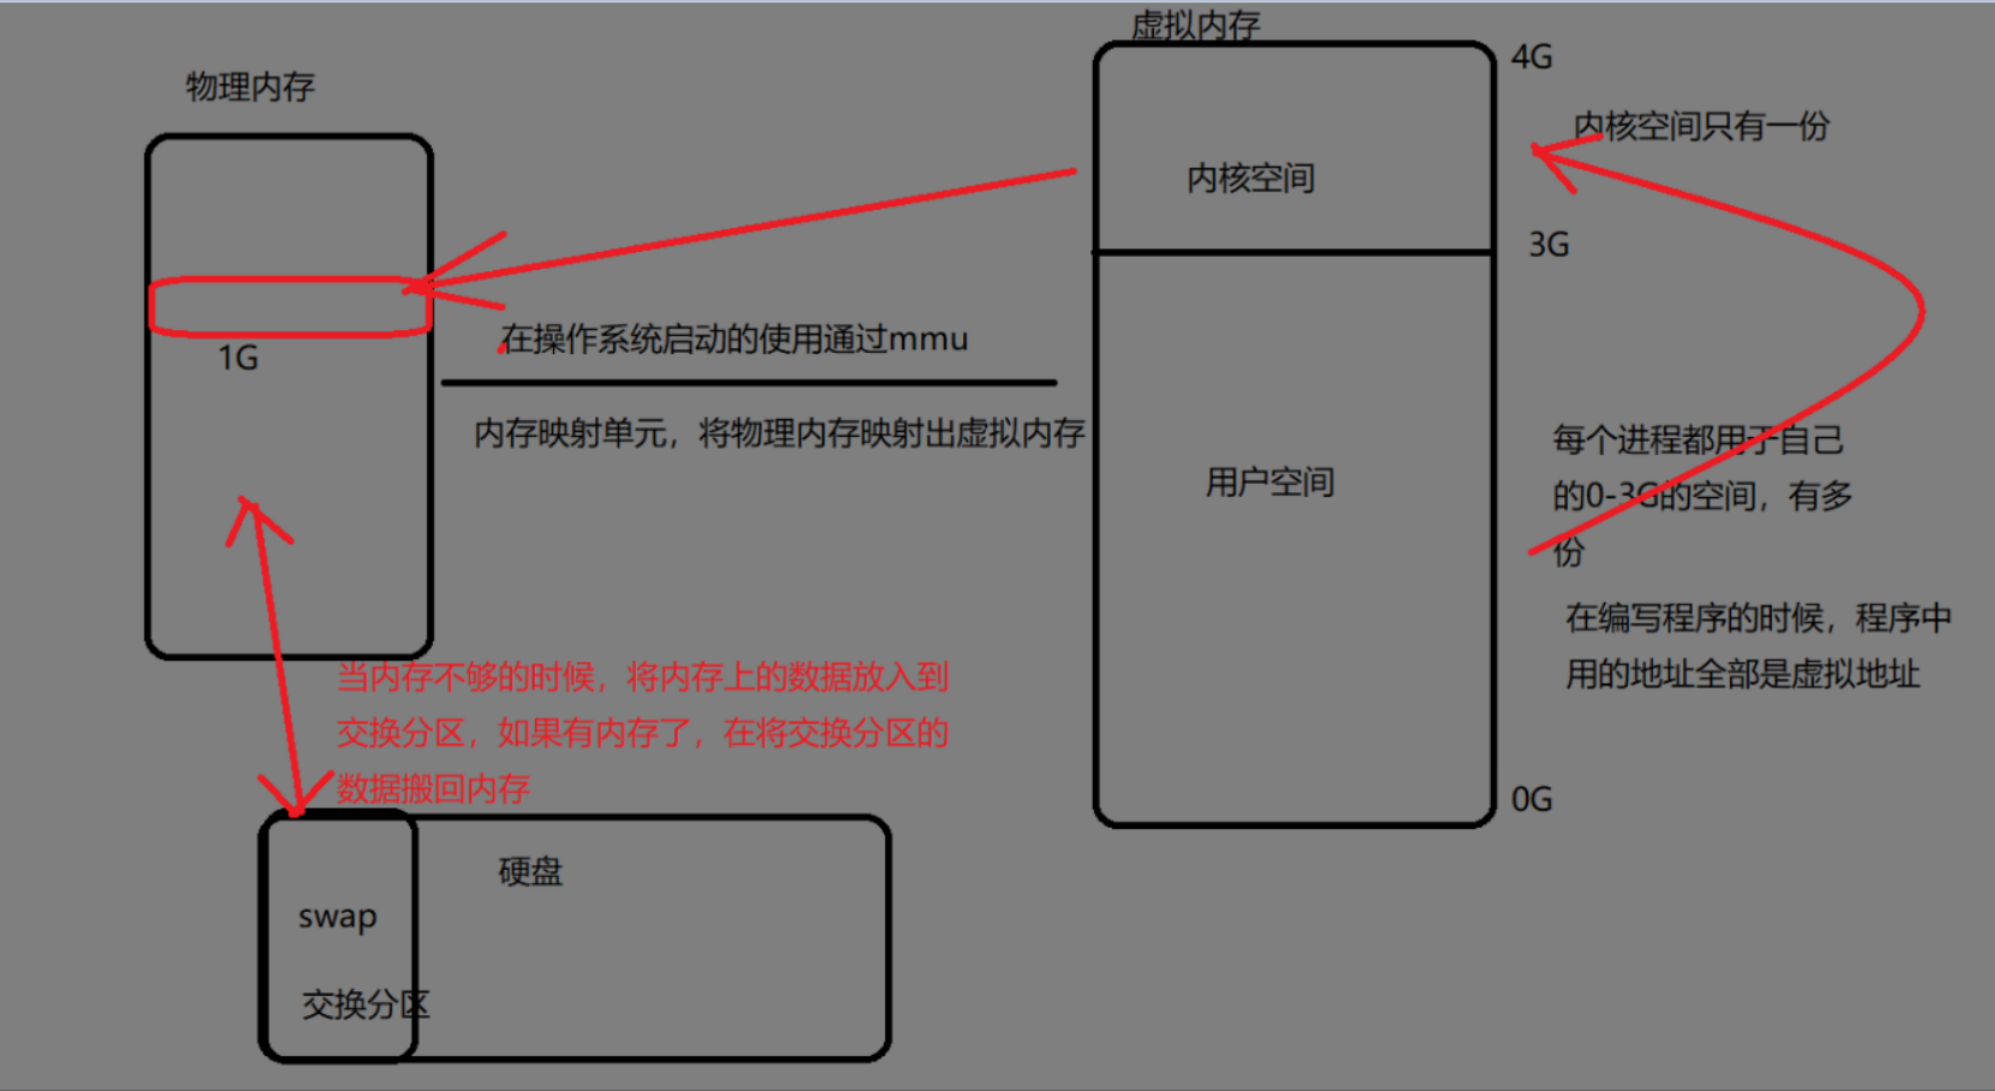 虚拟内存
4G
物理内存
内核空间只有一份
内核空间
3G
在操作系统启动的使用通过mmu
1G
内存映射单元，将物理内存映射出虚拟内存
用户空间
每个进程都用于自己
的0-3G的空间，有多
份
在编写程序的时候，程序中
用的地址全部是虚拟地址
当内存不够的时候，将内存上的数据放入到
交换分区，如果有内存了，在将交换分区的
数据搬回内存
0G
硬盘
swap
交换分区